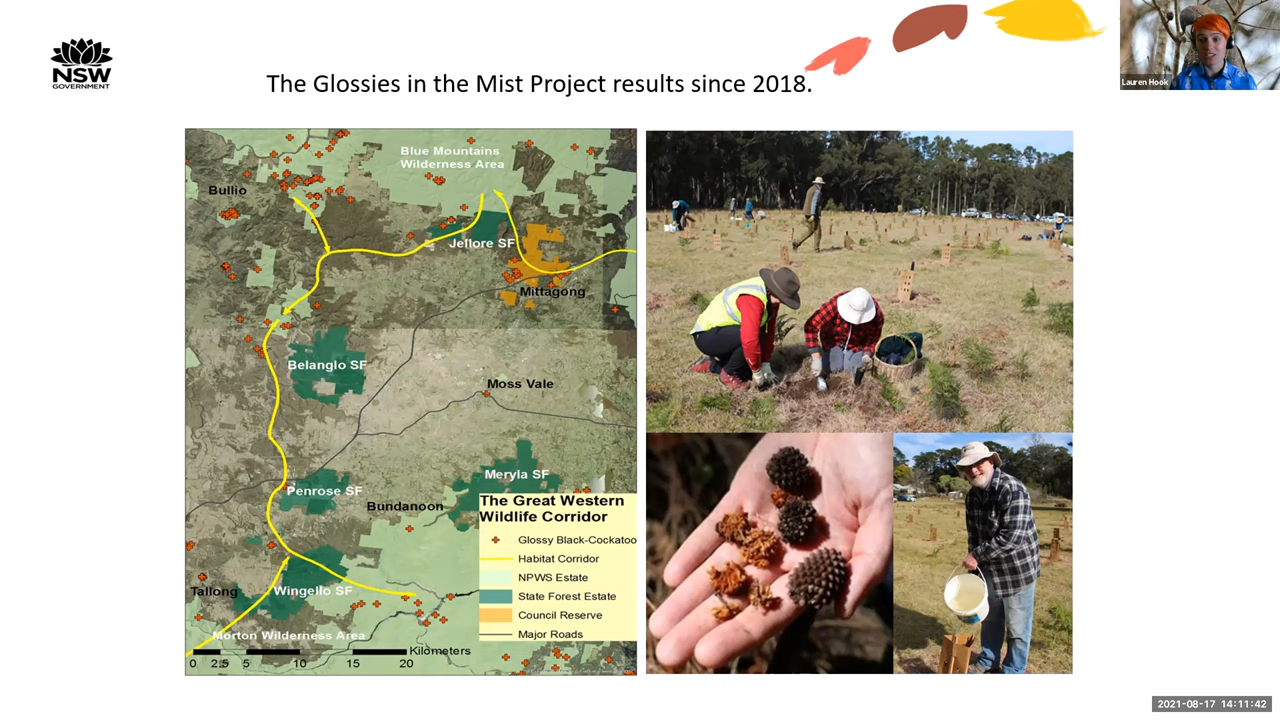 NSW
GOVERNMENT
The Glossies in the Mist Project results since 2018.
Lauren Hook
Blue Mountains
Wilderness Area
Bullio
Jellore SF
Mittagong
Belanglo SF
Moss Vale
Meryla SF
Penrose SF
Bundanoon
Tallong
Wingello SF
Morton Wilderness Area
The Great Western
Wildlife Corridor
Glossy Black-Cockatoo
Habitat Corridor
NPWS Estate
State Forest Estate
Council Reserve
Major Roads
Kilometers
0 2.5 5 10 15 20
2021-08-17 14:11:42